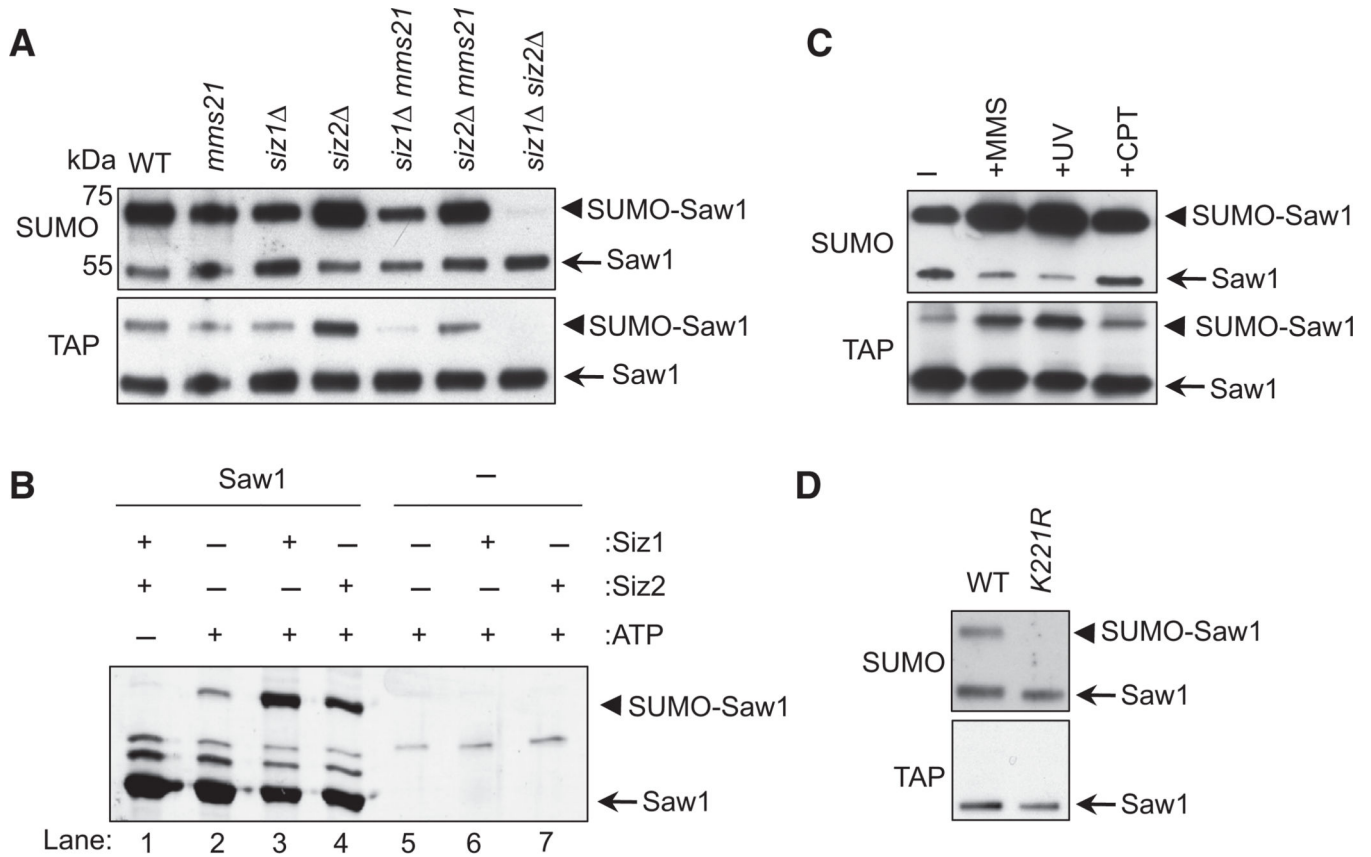 A
kDa WT mms21 siz1Δ siz2Δ siz1Δ mms21 siz2Δ mms21 siz1Δ siz2Δ
75
SUMO
55
SUMO-Saw1
Saw1
TAP
SUMO-Saw1
Saw1
C
– +MMS +UV +CPT
SUMO
SUMO-Saw1
Saw1
TAP
SUMO-Saw1
Saw1
B
Saw1 –
+ – + – – + – :Siz1
+ – – + – – + :Siz2
– + + + + + + :ATP
SUMO-Saw1
Saw1
Lane: 1 2 3 4 5 6 7
D
WT K221R
SUMO
SUMO-Saw1
Saw1
TAP
Saw1